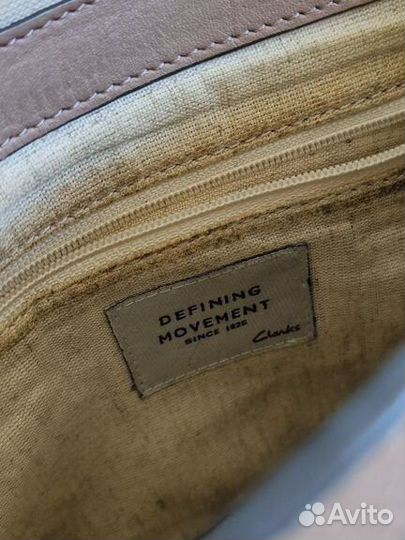 DEFINING
MOVEMENT
SINCE 1825
Clarks
Avito